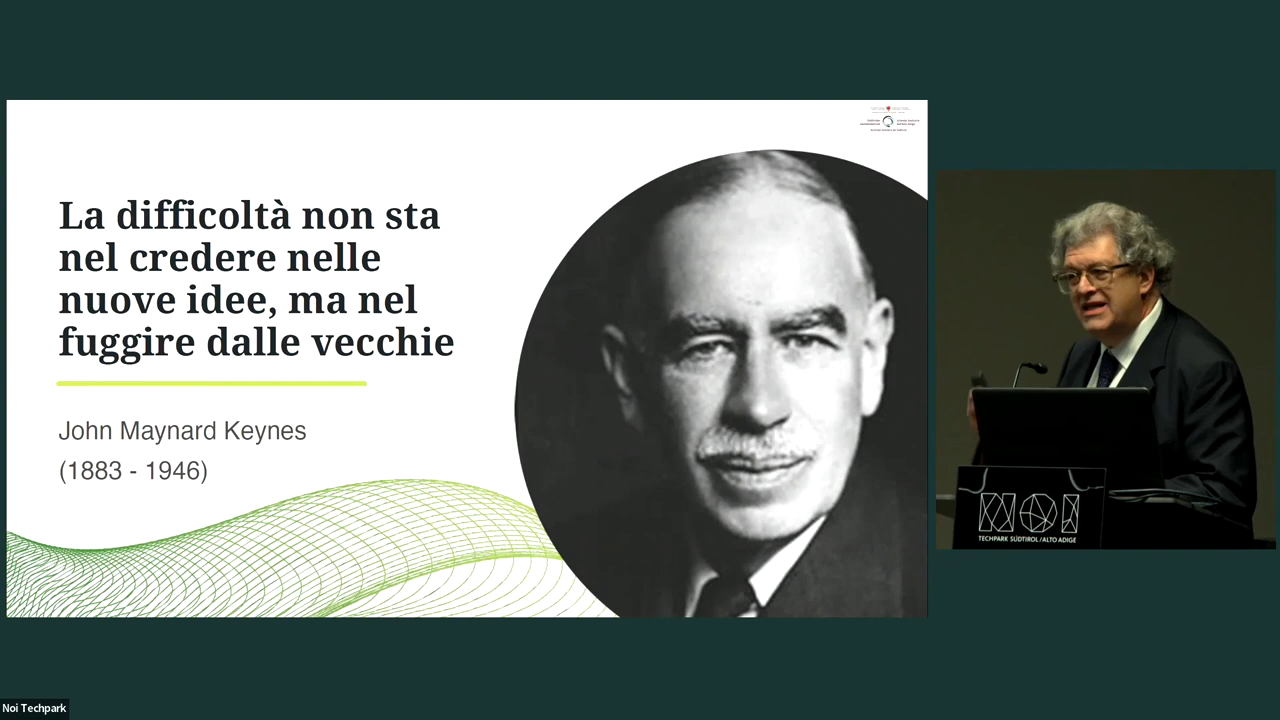 La difficoltà non sta
nel credere nelle
nuove idee, ma nel
fuggire dalle vecchie
John Maynard Keynes
(1883 - 1946)
NOI
TECHPARK SÜDTIROL / ALTO ADIGE
Noi Techpark